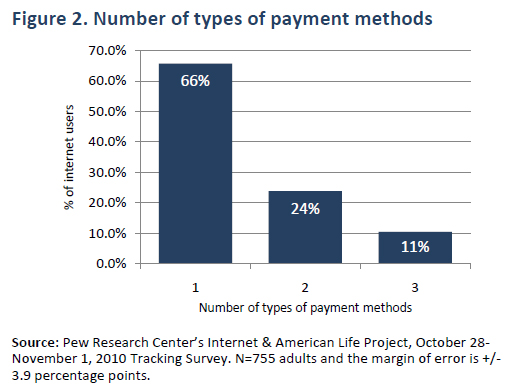 Figure 2. Number of types of payment methods
70.0%
60.0%
50.0%
40.0%
30.0%
20.0%
10.0%
0.0%
% of internet users
66%
24%
11%
1 2 3
Number of types of payment methods
Source: Pew Research Center's Internet & American Life Project, October 28-
November 1, 2010 Tracking Survey. N=755 adults and the margin of error is +/-
3.9 percentage points.